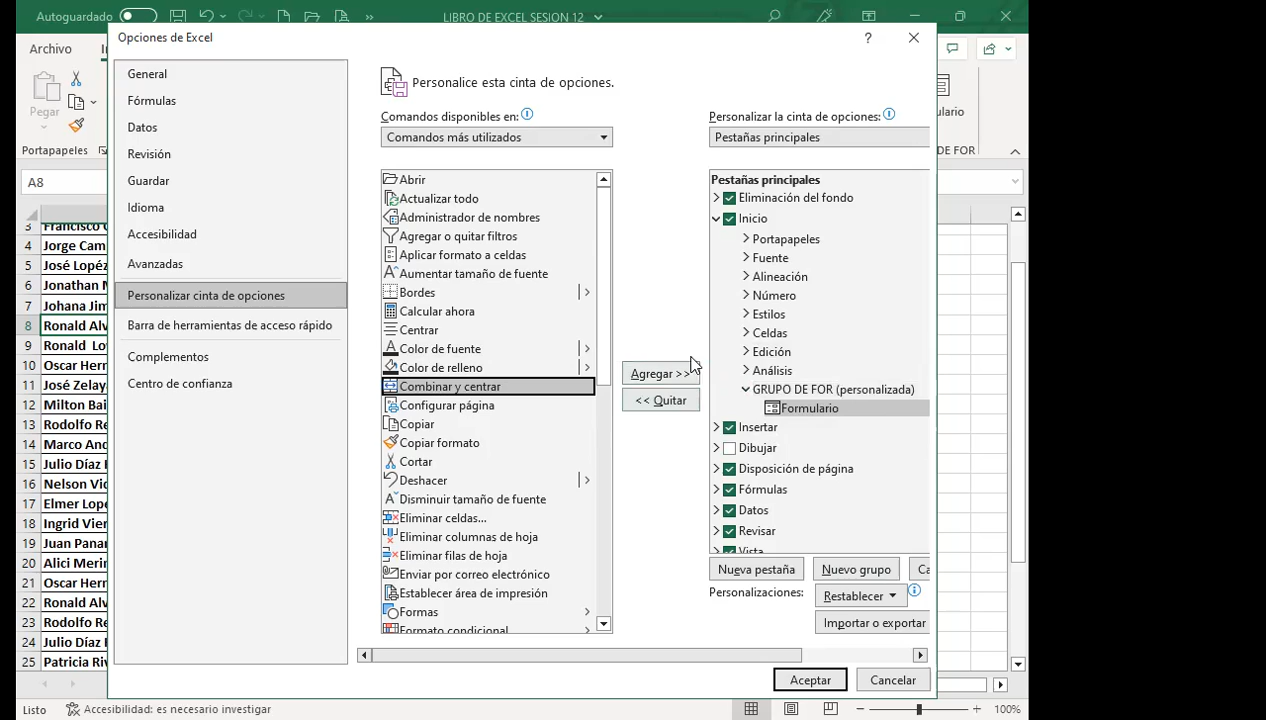 Autoguardado
LIBRO DE EXCEL SESION 12
Opciones de Excel
Archivo
Pegar
Portapapeles
A8
3 Francisco
4 Jorge Cam
5 José Lopéz
6 Jonathan
7 Johana Jim
8 Ronald Alv
9 Ronald Lo
10 Oscar Hern
11 José Zelaya
12 Milton Bai
13 Rodolfo Re
14 Marco And
15 Julio Díaz
16 Nelson Vid
17 Elmer Lope
18 Ingrid Vier
19 Juan Panar
20 Alici Merin
21 Oscar Hern
22 Ronald Alv
23 Rodolfo Re
24 Julio Díaz
25 Patricia Riv
General
Fórmulas
Datos
Revisión
Guardar
Idioma
Accesibilidad
Avanzadas
Personalizar cinta de opciones
Barra de herramientas de acceso rápido
Complementos
Centro de confianza
Personalice esta cinta de opciones.
Comandos disponibles en:
Comandos más utilizados
Abrir
Actualizar todo
Administrador de nombres
Agregar o quitar filtros
Aplicar formato a celdas
Aumentar tamaño de fuente
Bordes
Calcular ahora
Centrar
Color de fuente
Color de relleno
Combinar y centrar
Configurar página
Copiar
Copiar formato
Cortar
Deshacer
Disminuir tamaño de fuente
Eliminar celdas...
Eliminar columnas de hoja
Eliminar filas de hoja
Enviar por correo electrónico
Establecer área de impresión
Formas
Formato condicional
Agregar >>
<< Quitar
Personalizar la cinta de opciones:
Pestañas principales
Pestañas principales
Eliminación del fondo
Inicio
Portapapeles
Fuente
Alineación
Número
Estilos
Celdas
Edición
Análisis
GRUPO DE FOR (personalizada)
Formulario
Insertar
Dibujar
Disposición de página
Fórmulas
Datos
Revisar
Vista
Nueva pestaña
Nuevo grupo
Ca
Personalizaciones:
Restablecer
Importar o exportar
Aceptar
Cancelar
ulario
DE FOR
Listo
Accesibilidad: es necesario investigar
100%